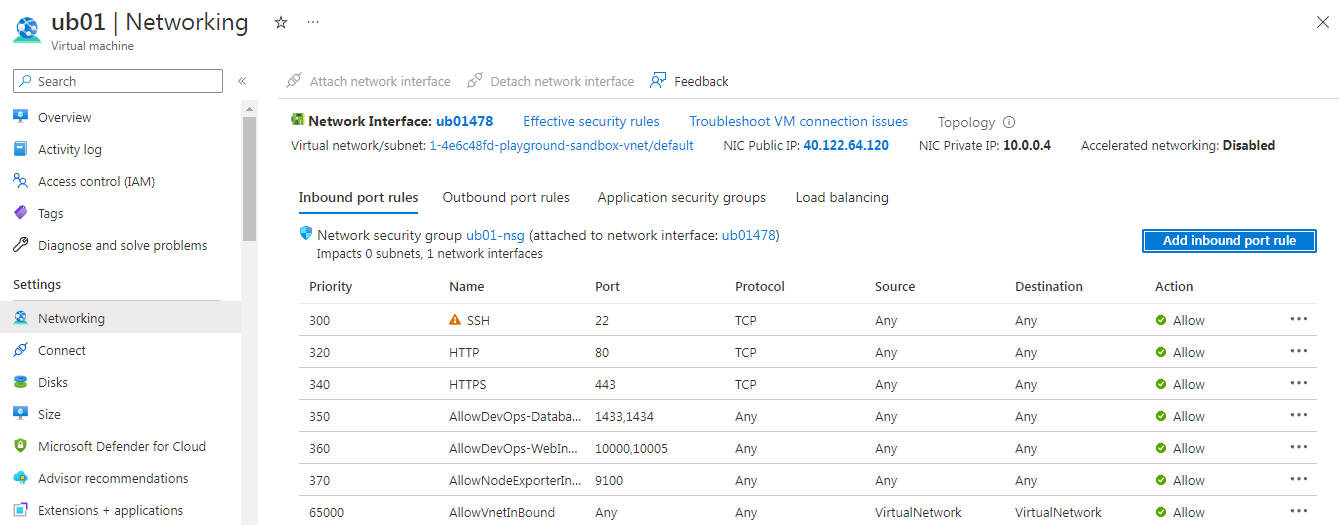 ub01 | Networking ☆ ...
Virtual machine
Search
«
Attach network interface Detach network interface Feedback
Overview
Activity log
Access control (IAM)
Tags
Diagnose and solve problems
Settings
Networking
Connect
Disks
Size
Microsoft Defender for Cloud
Advisor recommendations
Extensions + applications
Network Interface: ub01478 Effective security rules Troubleshoot VM connection issues Topology
Virtual network/subnet: 1-4e6c48fd-playground-sandbox-vnet/default NIC Public IP: 40.122.64.120 NIC Private IP: 10.0.0.4 Accelerated networking: Disabled
Inbound port rules Outbound port rules Application security groups Load balancing
Network security group ub01-nsg (attached to network interface: ub01478)
Impacts 0 subnets, 1 network interfaces
Add inbound port rule
Priority Name Port Protocol Source Destination Action
300 SSH 22 TCP Any Any Allow ...
320 HTTP 80 TCP Any Any Allow ...
340 HTTPS 443 TCP Any Any Allow ...
350 AllowDevOps-Databa... 1433,1434 Any Any Any Allow ...
360 AllowDevOps-WebIn... 10000,10005 Any Any Any Allow ...
370 AllowNodeExporterIn... 9100 Any Any Any Allow ...
65000 AllowVnetInBound Any Any VirtualNetwork VirtualNetwork Allow ...